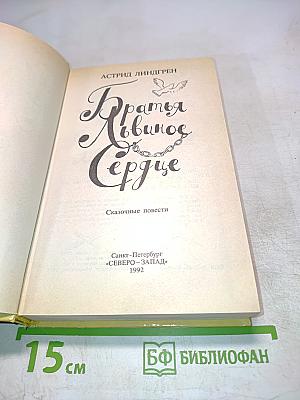 АСТРИД ЛИНДГРЕН
Братья
Львиное
Сердце
Сказочные повести
Санкт-Петербург
«СЕВЕРО-ЗАПАД»
1992
15 см
БФ БИБЛИОФАН